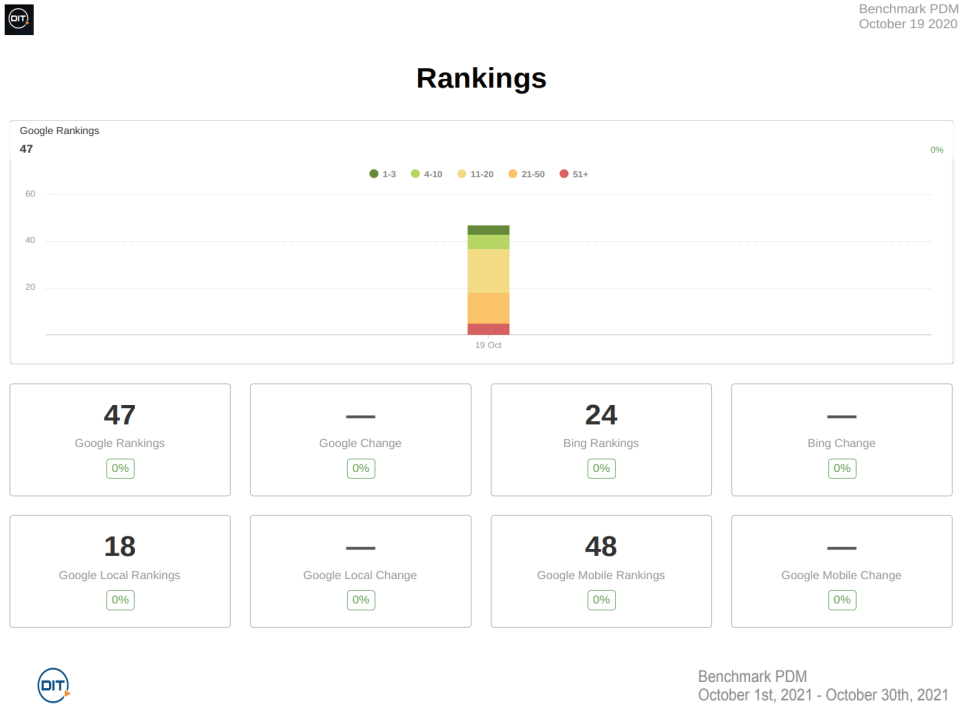 DIT
Benchmark PDM
October 19 2020
Rankings
Google Rankings
47
0%
1-3 4-10 11-20 21-50 51+
60
40
20
19 Oct
47
Google Rankings
0%
—
Google Change
0%
24
Bing Rankings
0%
—
Bing Change
0%
18
Google Local Rankings
0%
—
Google Local Change
0%
48
Google Mobile Rankings
0%
—
Google Mobile Change
0%
DIT
Benchmark PDM
October 1st, 2021 - October 30th, 2021